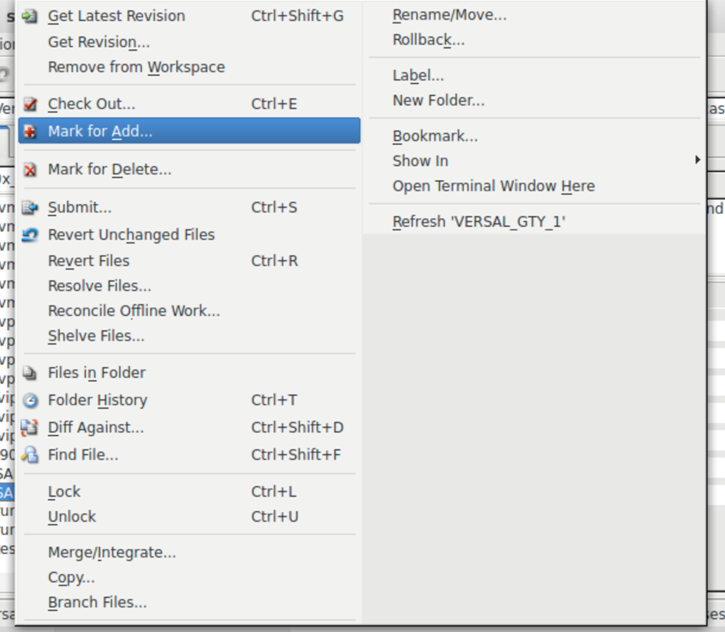 Get Latest Revision Ctrl+Shift+G
Get Revision...
Remove from Workspace
Check Out... Ctrl+E
Mark for Add...
Mark for Delete...
Submit... Ctrl+S
Revert Unchanged Files
Revert Files Ctrl+R
Resolve Files...
Reconcile Offline Work...
Shelve Files...
Files in Folder
Folder History Ctrl+T
Diff Against... Ctrl+Shift+D
Find File... Ctrl+Shift+F
Lock Ctrl+L
Unlock Ctrl+U
Merge/Integrate...
Copy...
Branch Files...
Rename/Move...
Rollback...
Label...
New Folder...
Bookmark...
Show In
Open Terminal Window Here
Refresh 'VERSAL_GTY_1'